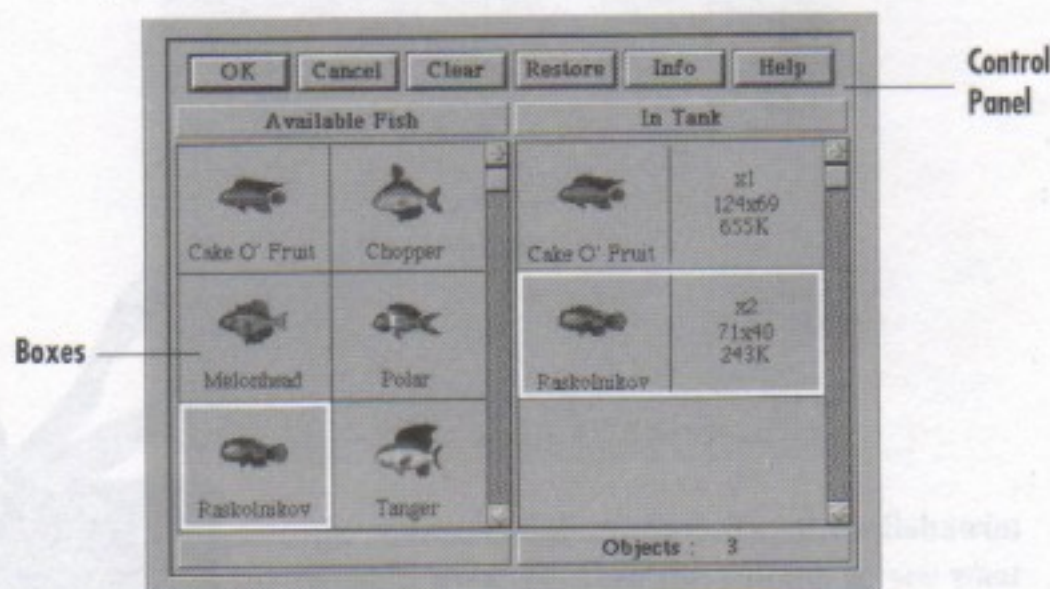 OK Cancel Clear Restore Info Help
Control
Panel
Available Fish In Tank
Cake O' Fruit Chopper
Cake O' Fruit
x1
124x69
655K
Boxes
Melonhead Polar
Raskolnikov
x2
71x40
243K
Raskolnikov Tanger
Objects : 3